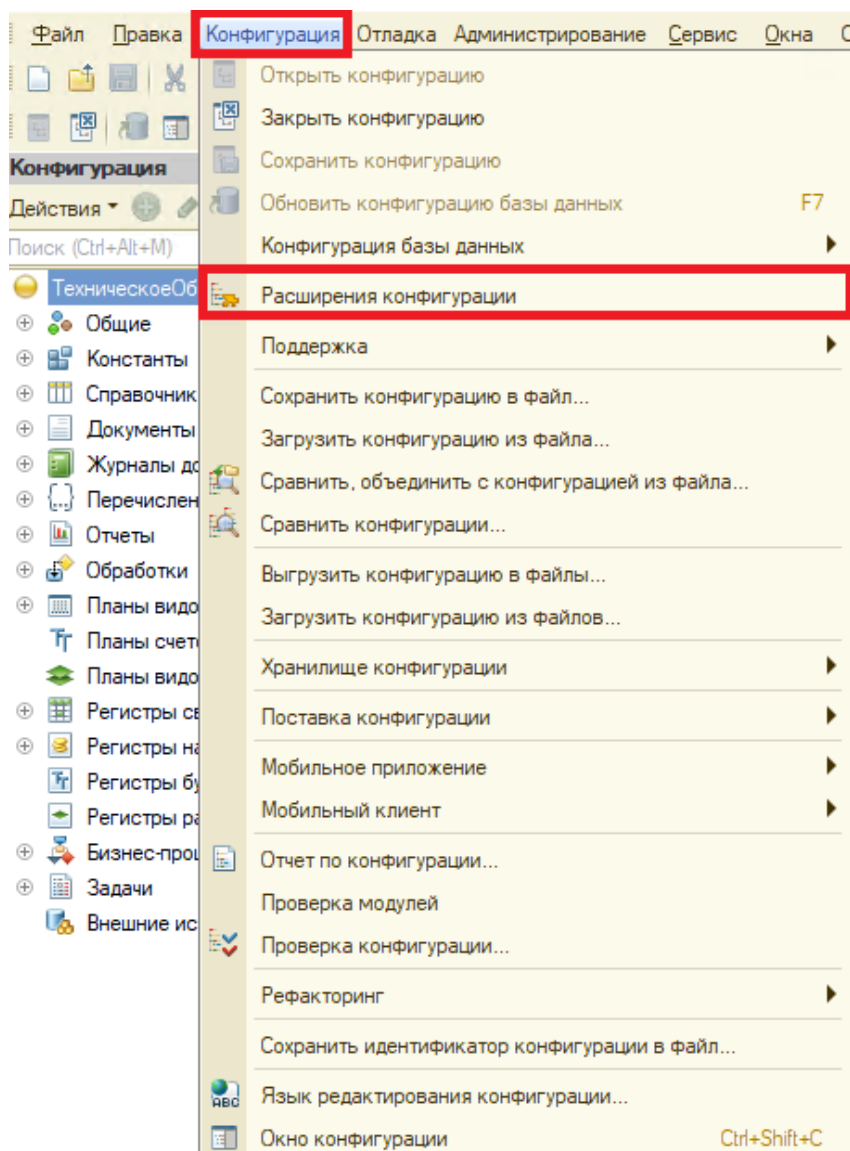 Файл Правка Конфигурация Отладка Администрирование Сервис Окна
Открыть конфигурацию
Закрыть конфигурацию
Конфигурация
Сохранить конфигурацию
Действия
Обновить конфигурацию базы данных F7
Поиск (Ctrl+Alt+M)
Конфигурация базы данных
ТехническоеОб
Расширения конфигурации
Общие
Поддержка
Константы
Справочник
Сохранить конфигурацию в файл...
Документы
Загрузить конфигурацию из файла...
Журналы до
Сравнить, объединить с конфигурацией из файла...
Перечислен
Сравнить конфигурации...
Отчеты
Обработки
Выгрузить конфигурацию в файлы...
Планы видо
Загрузить конфигурацию из файлов...
Планы счет
Хранилище конфигурации
Планы видо
Регистры св
Поставка конфигурации
Регистры на
Мобильное приложение
Регистры бу
Мобильный клиент
Регистры ра
Бизнес-проц
Отчет по конфигурации...
Задачи
Проверка модулей
Внешние ис
Проверка конфигурации...
Рефакторинг
Сохранить идентификатор конфигурации в файл...
ABC
Язык редактирования конфигурации...
Окно конфигурации Ctrl+Shift+C